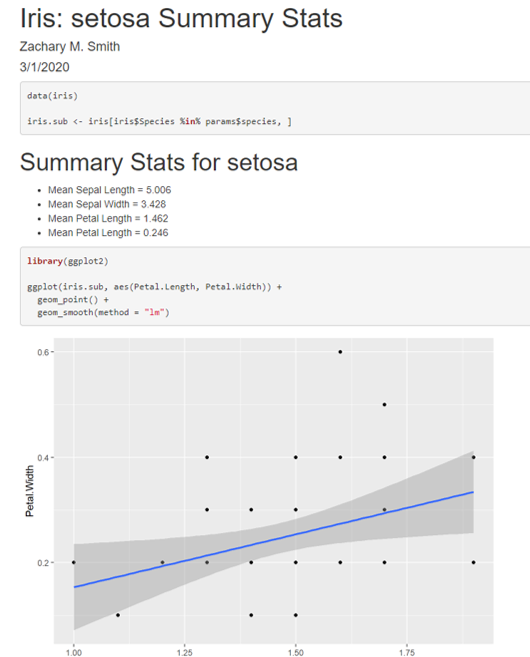 Iris: setosa Summary Stats
Zachary M. Smith
3/1/2020
data(iris)
iris.sub <- iris[iris$Species %in% params$species, ]
Summary Stats for setosa
• Mean Sepal Length = 5.006
• Mean Sepal Width = 3.428
• Mean Petal Length = 1.462
• Mean Petal Length = 0.246
library(ggplot2)
ggplot(iris.sub, aes(Petal.Length, Petal.Width)) +
  geom_point() +
  geom_smooth(method = "lm")
0.6
0.4
Petal.Width
0.2
1.00 1.25 1.50 1.75